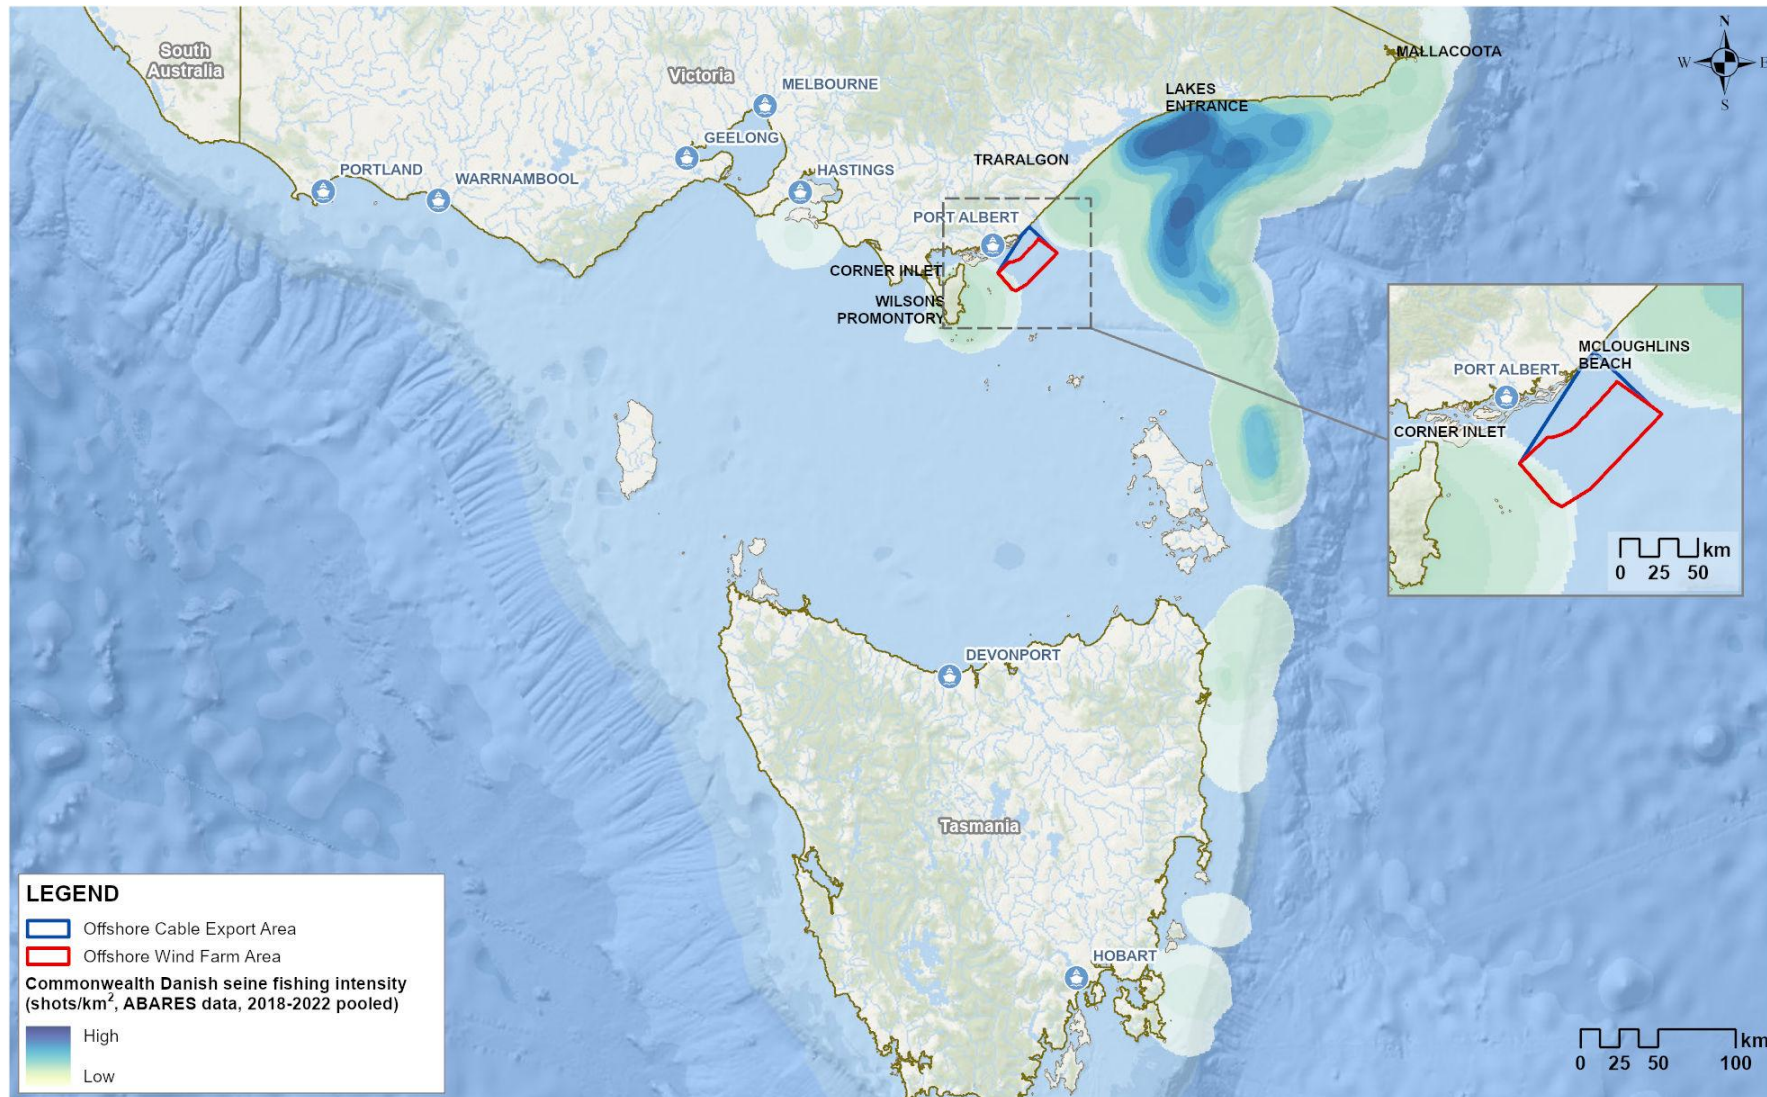 South
Australia
Victoria
MELBOURNE
GEELONG
HASTINGS
PORTLAND
WARRNAMBOOL
TRARALGON
LAKES
ENTRANCE
MALLACOOTA
N
W
E
S
PORT ALBERT
CORNER INLET
WILSONS
PROMONTORY
MCLOUGHLINS
BEACH
PORT ALBERT
CORNER INLET
km
0 25 50
DEVONPORT
Tasmania
HOBART
LEGEND
Offshore Cable Export Area
Offshore Wind Farm Area
Commonwealth Danish seine fishing intensity
(shots/km², ABARES data, 2018-2022 pooled)
High
Low
km
0 25 50 100